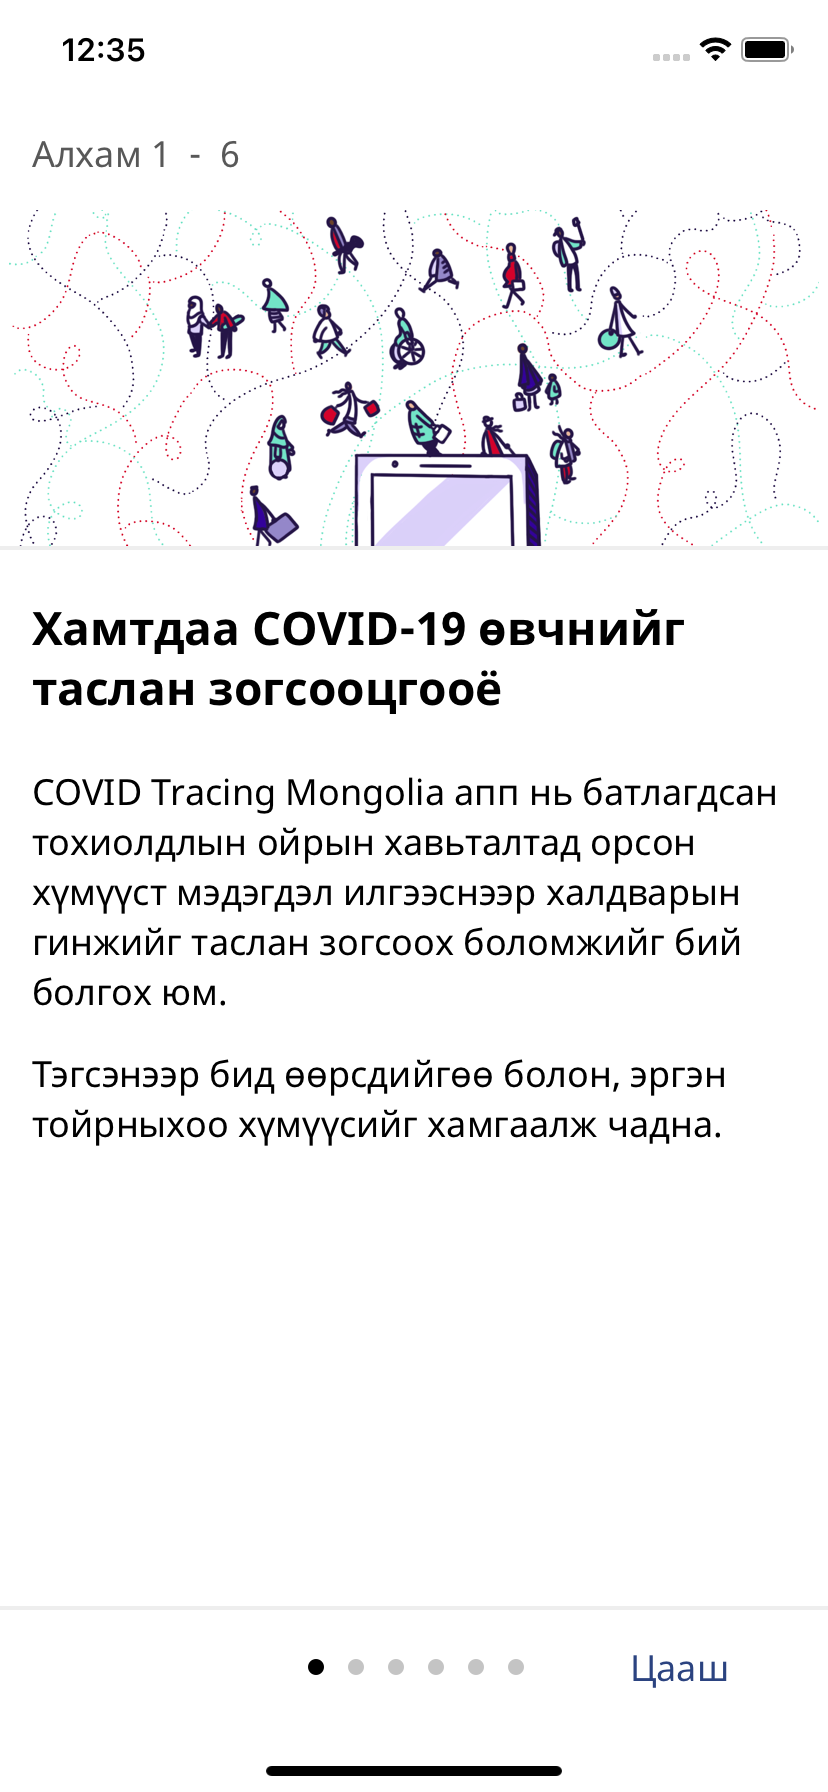 12:35
Алхам 1 - 6
Хамтдаа COVID-19 өвчнийг
таслан зогсооцгооё
COVID Tracing Mongolia апп нь батлагдсан
тохиолдлын ойрын хавьталтад орсон
хүмүүст мэдэгдэл илгээснээр халдварын
гинжийг таслан зогсоох боломжийг бий
болгох юм.
Тэгсэнээр бид өөрсдийгөө болон, эргэн
тойрныхоо хүмүүсийг хамгаалж чадна.
Цааш